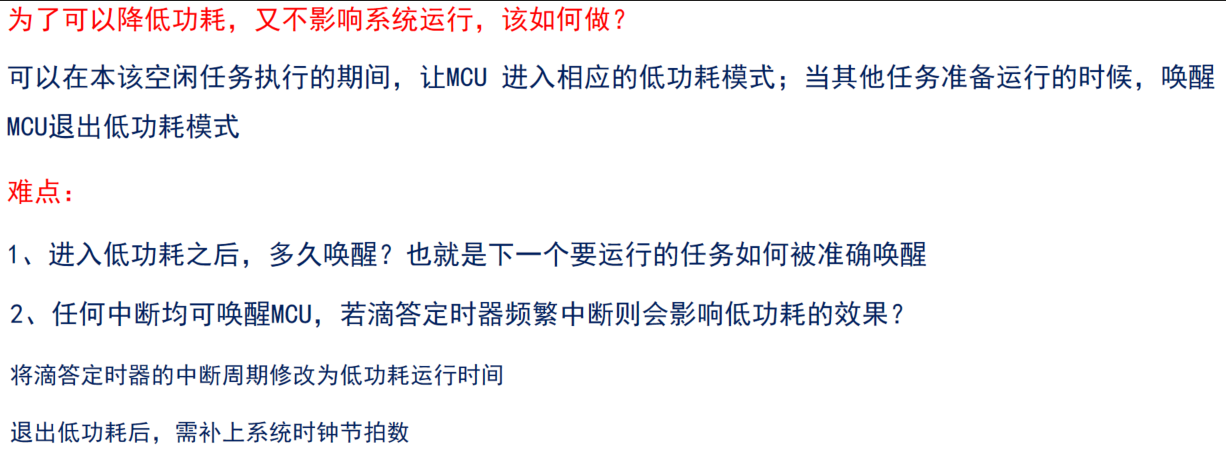 为了可以降低功耗，又不影响系统运行，该如何做？
可以在本该空闲任务执行的期间，让MCU 进入相应的低功耗模式；当其他任务准备运行的时候，唤醒
MCU退出低功耗模式
难点：
1、进入低功耗之后，多久唤醒？也就是下一个要运行的任务如何被准确唤醒
2、任何中断均可唤醒MCU，若滴答定时器频繁中断则会影响低功耗的效果？
将滴答定时器的中断周期修改为低功耗运行时间
退出低功耗后，需补上系统时钟节拍数